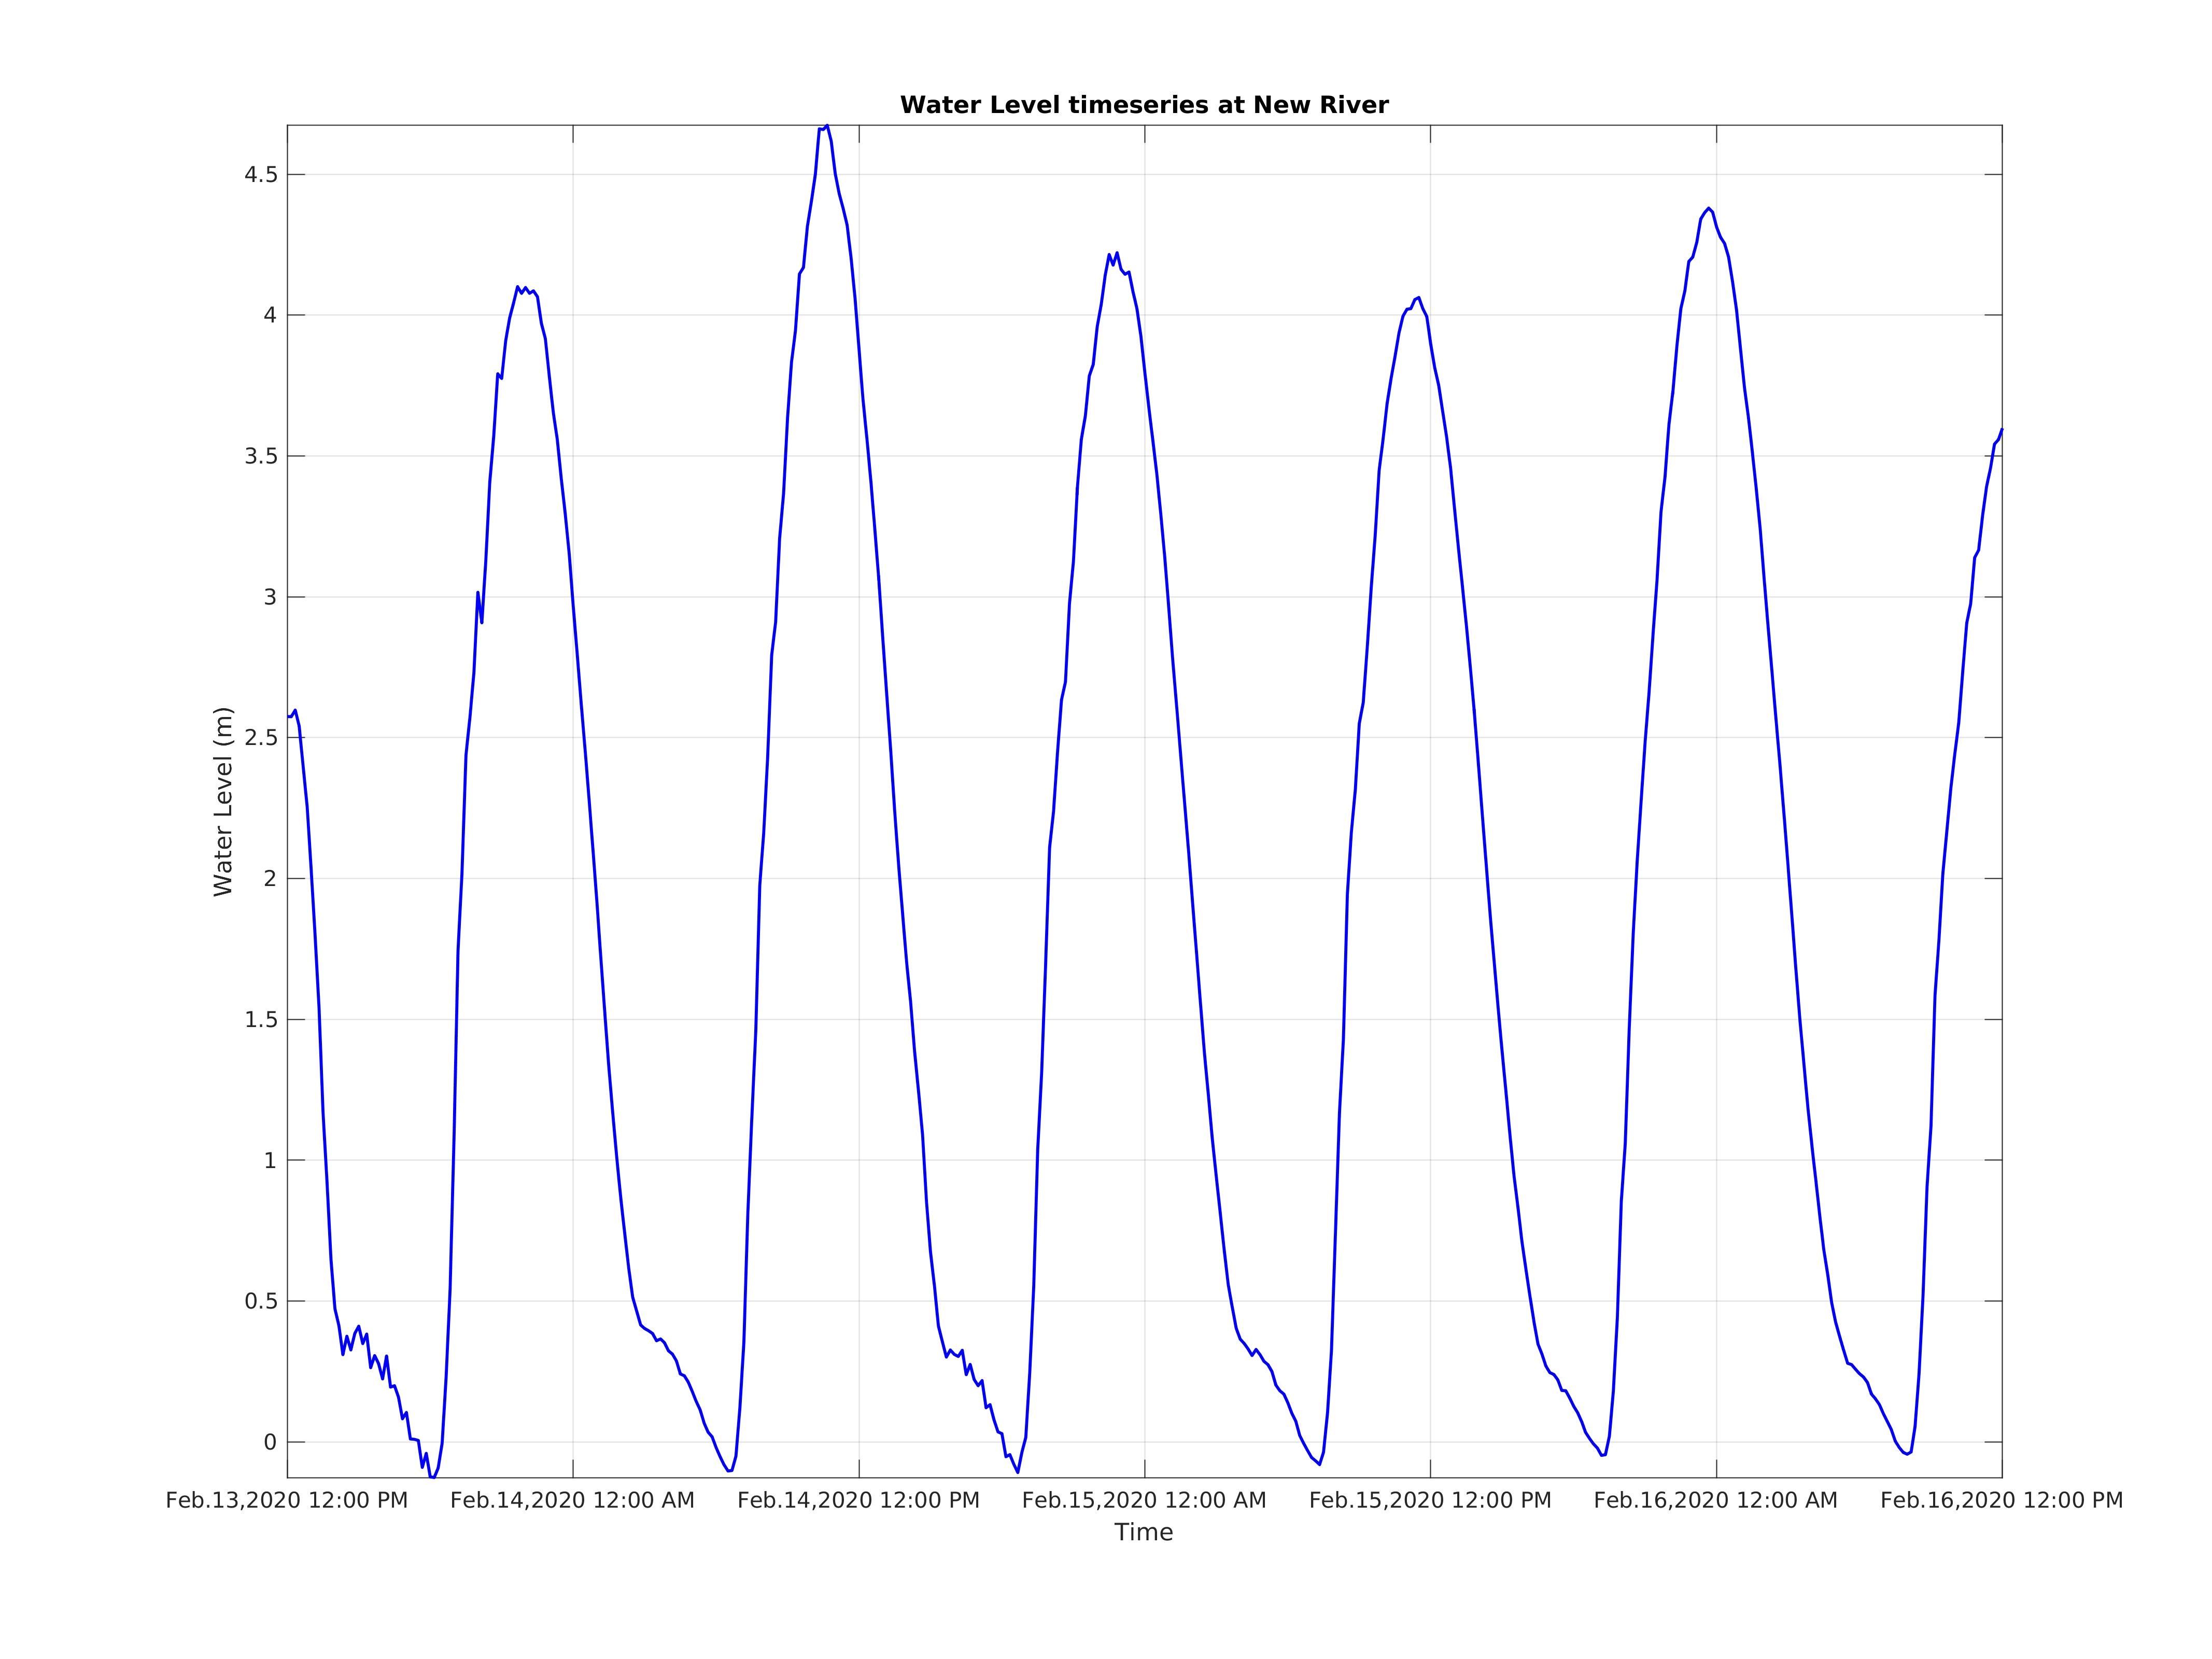 Water Level timeseries at New River
4.5
4
3.5
3
2.5
2
1.5
1
0.5
0
Water Level (m)
Feb.13,2020 12:00 PM
Feb.14,2020 12:00 AM
Feb.14,2020 12:00 PM
Feb.15,2020 12:00 AM
Feb.15,2020 12:00 PM
Feb.16,2020 12:00 AM
Feb.16,2020 12:00 PM
Time